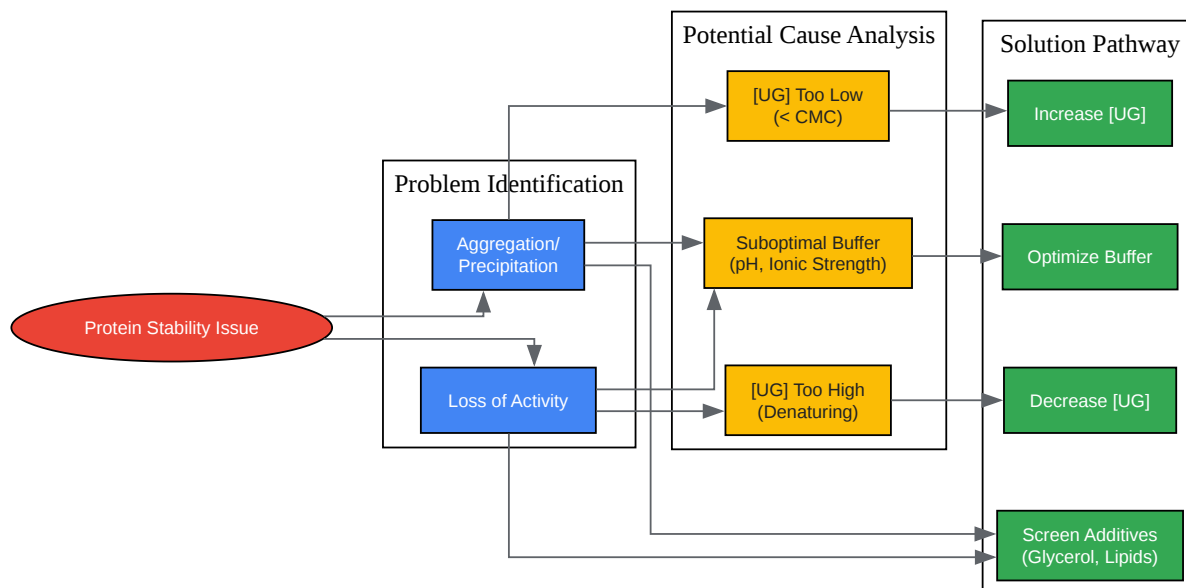 Protein Stability Issue
Problem Identification
Aggregation/
Precipitation
Loss of Activity
Potential Cause Analysis
[UG] Too Low
(< CMC)
Suboptimal Buffer
(pH, Ionic Strength)
[UG] Too High
(Denaturing)
Solution Pathway
Increase [UG]
Optimize Buffer
Decrease [UG]
Screen Additives
(Glycerol, Lipids)